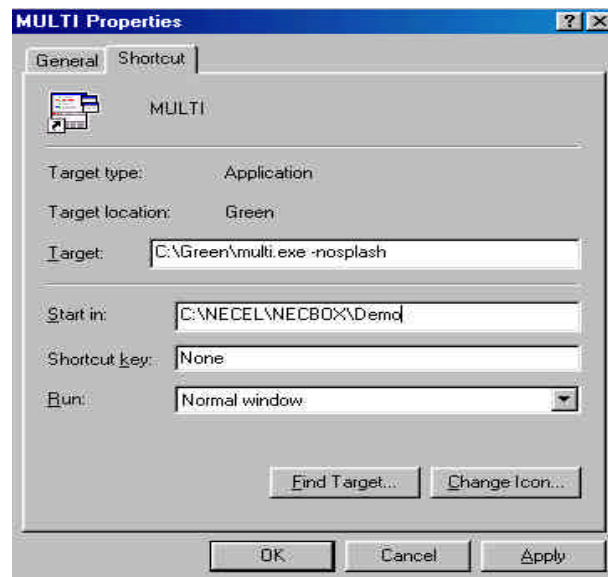 MULTI Properties
General Shortcut
MULTI
Target type: Application
Target location: Green
Target: C:\Green\multi.exe -nosplash
Start in: C:\NECEL\NECBOX\Demo
Shortcut key: None
Run: Normal window
Find Target... Change Icon...
OK Cancel Apply